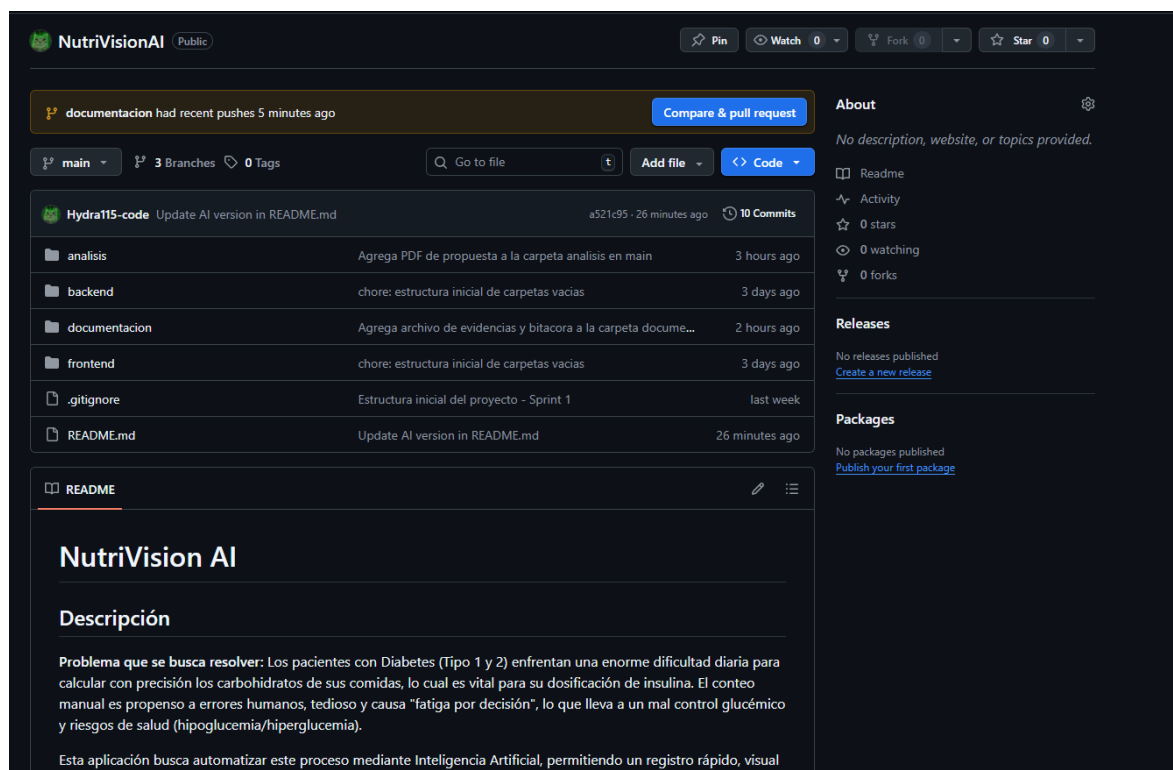 NutriVisionAI Public
Pin Watch 0 Fork 0 Star 0
documentacion had recent pushes 5 minutes ago Compare & pull request
main 3 Branches 0 Tags Go to file t Add file Code
Hydra115-code Update AI version in README.md a521c95 · 26 minutes ago 10 Commits
analisis Agrega PDF de propuesta a la carpeta analisis en main 3 hours ago
backend chore: estructura inicial de carpetas vacias 3 days ago
documentacion Agrega archivo de evidencias y bitacora a la carpeta docume... 2 hours ago
frontend chore: estructura inicial de carpetas vacias 3 days ago
.gitignore Estructura inicial del proyecto - Sprint 1 last week
README.md Update AI version in README.md 26 minutes ago
README
NutriVision AI
Descripción
Problema que se busca resolver: Los pacientes con Diabetes (Tipo 1 y 2) enfrentan una enorme dificultad diaria para
calcular con precisión los carbohidratos de sus comidas, lo cual es vital para su dosificación de insulina. El conteo
manual es propenso a errores humanos, tedioso y causa "fatiga por decisión", lo que lleva a un mal control glucémico
y riesgos de salud (hipoglucemia/hiperglucemia).
Esta aplicación busca automatizar este proceso mediante Inteligencia Artificial, permitiendo un registro rápido, visual
About
No description, website, or topics provided.
Readme
Activity
0 stars
0 watching
0 forks
Releases
No releases published
Create a new release
Packages
No packages published
Publish your first package